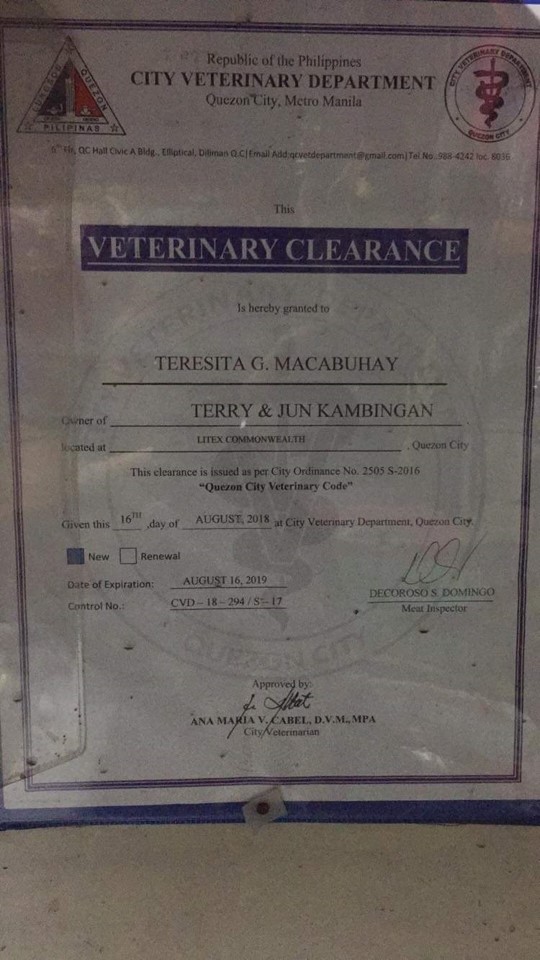 Republic of the Philippines
CITY VETERINARY DEPARTMENT
Quezon City, Metro Manila
QUEZON
PILIPINAS
CITY VETERINARY DEPARTMENT
QUEZON CITY
Flr, QC Hall Civic A Bldg., Elliptical, Diliman Q.C|Email Add:qcvetdepartment@gmail.com|Tel No.:988-4242 loc. 8036
This
VETERINARY CLEARANCE
Is hereby granted to
TERESITA G. MACABUHAY
Owner of TERRY & JUN KAMBINGAN
located at LITEX COMMONWEALTH, Quezon City
This clearance is issued as per City Ordinance No. 2505 S-2016
“Quezon City Veterinary Code”
Given this 16TH ,day of AUGUST, 2018 at City Veterinary Department, Quezon City.
New Renewal
Date of Expiration: AUGUST 16, 2019
Control No.: CVD – 18 – 294 / S – 17
DECOROSO S. DOMINGO
Meat Inspector
Approved by:
ANA MARIA V. CABEL, D.V.M., MPA
City Veterinarian
QUEZON CITY